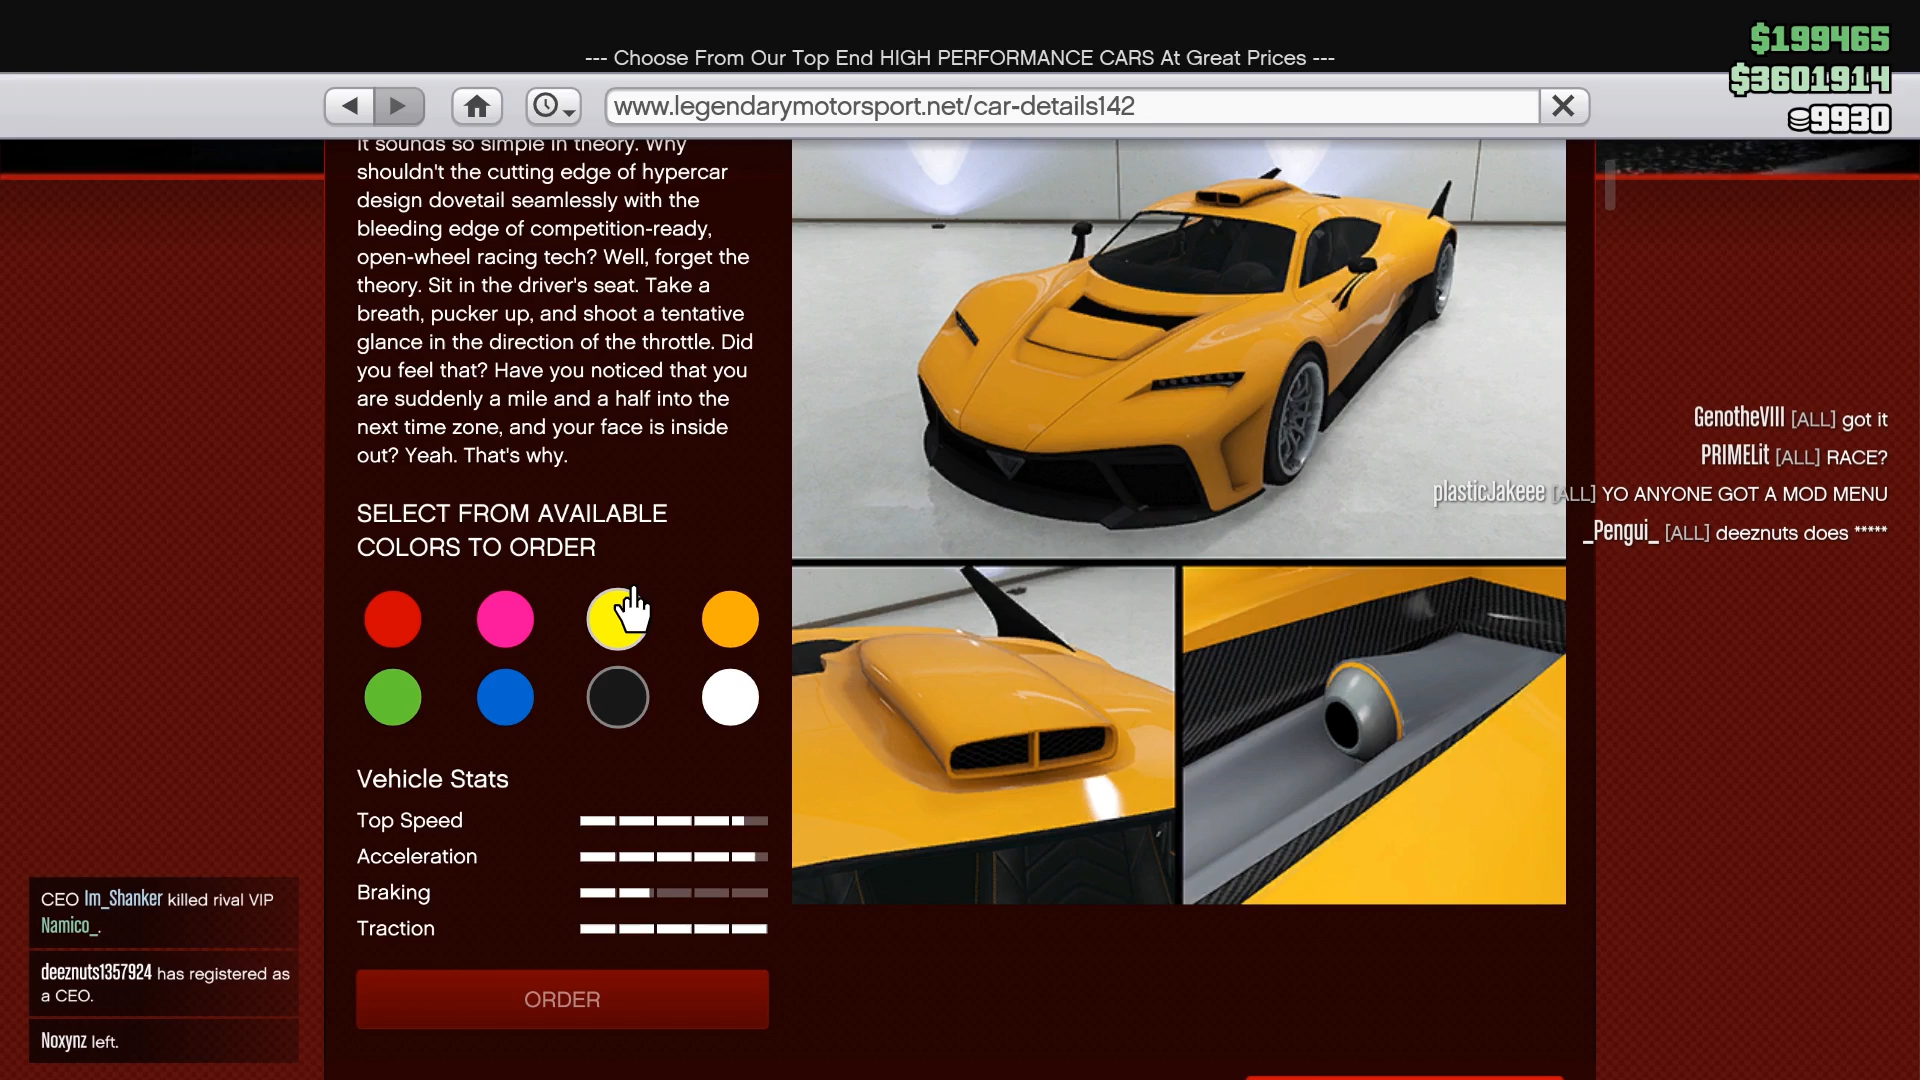 --- Choose From Our Top End HIGH PERFORMANCE CARS At Great Prices ---
$199465
$3601914
9930
www.legendarymotorsport.net/car-details142
It sounds so simple in theory. Why
shouldn't the cutting edge of hypercar
design dovetail seamlessly with the
bleeding edge of competition-ready,
open-wheel racing tech? Well, forget the
theory. Sit in the driver's seat. Take a
breath, pucker up, and shoot a tentative
glance in the direction of the throttle. Did
you feel that? Have you noticed that you
are suddenly a mile and a half into the
next time zone, and your face is inside
out? Yeah. That's why.
SELECT FROM AVAILABLE
COLORS TO ORDER
Vehicle Stats
Top Speed
Acceleration
Braking
Traction
ORDER
GenotheVIII [ALL] got it
PRIMELit [ALL] RACE?
plasticJakeee [ALL] YO ANYONE GOT A MOD MENU
_Pengui_ [ALL] deeznuts does *****
CEO Im_Shanker killed rival VIP
Namico_.
deeznuts1357924 has registered as
a CEO.
Noxynz left.